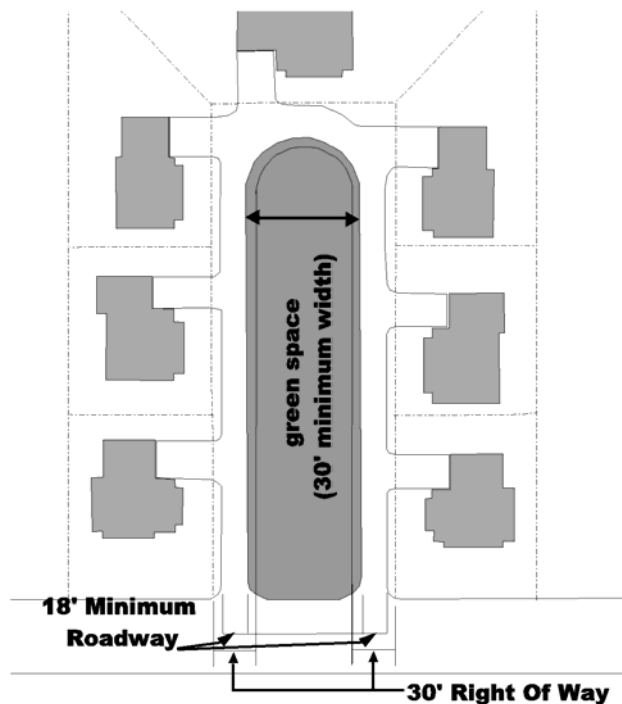 green space
(30' minimum width)
18' Minimum
Roadway
30' Right Of Way